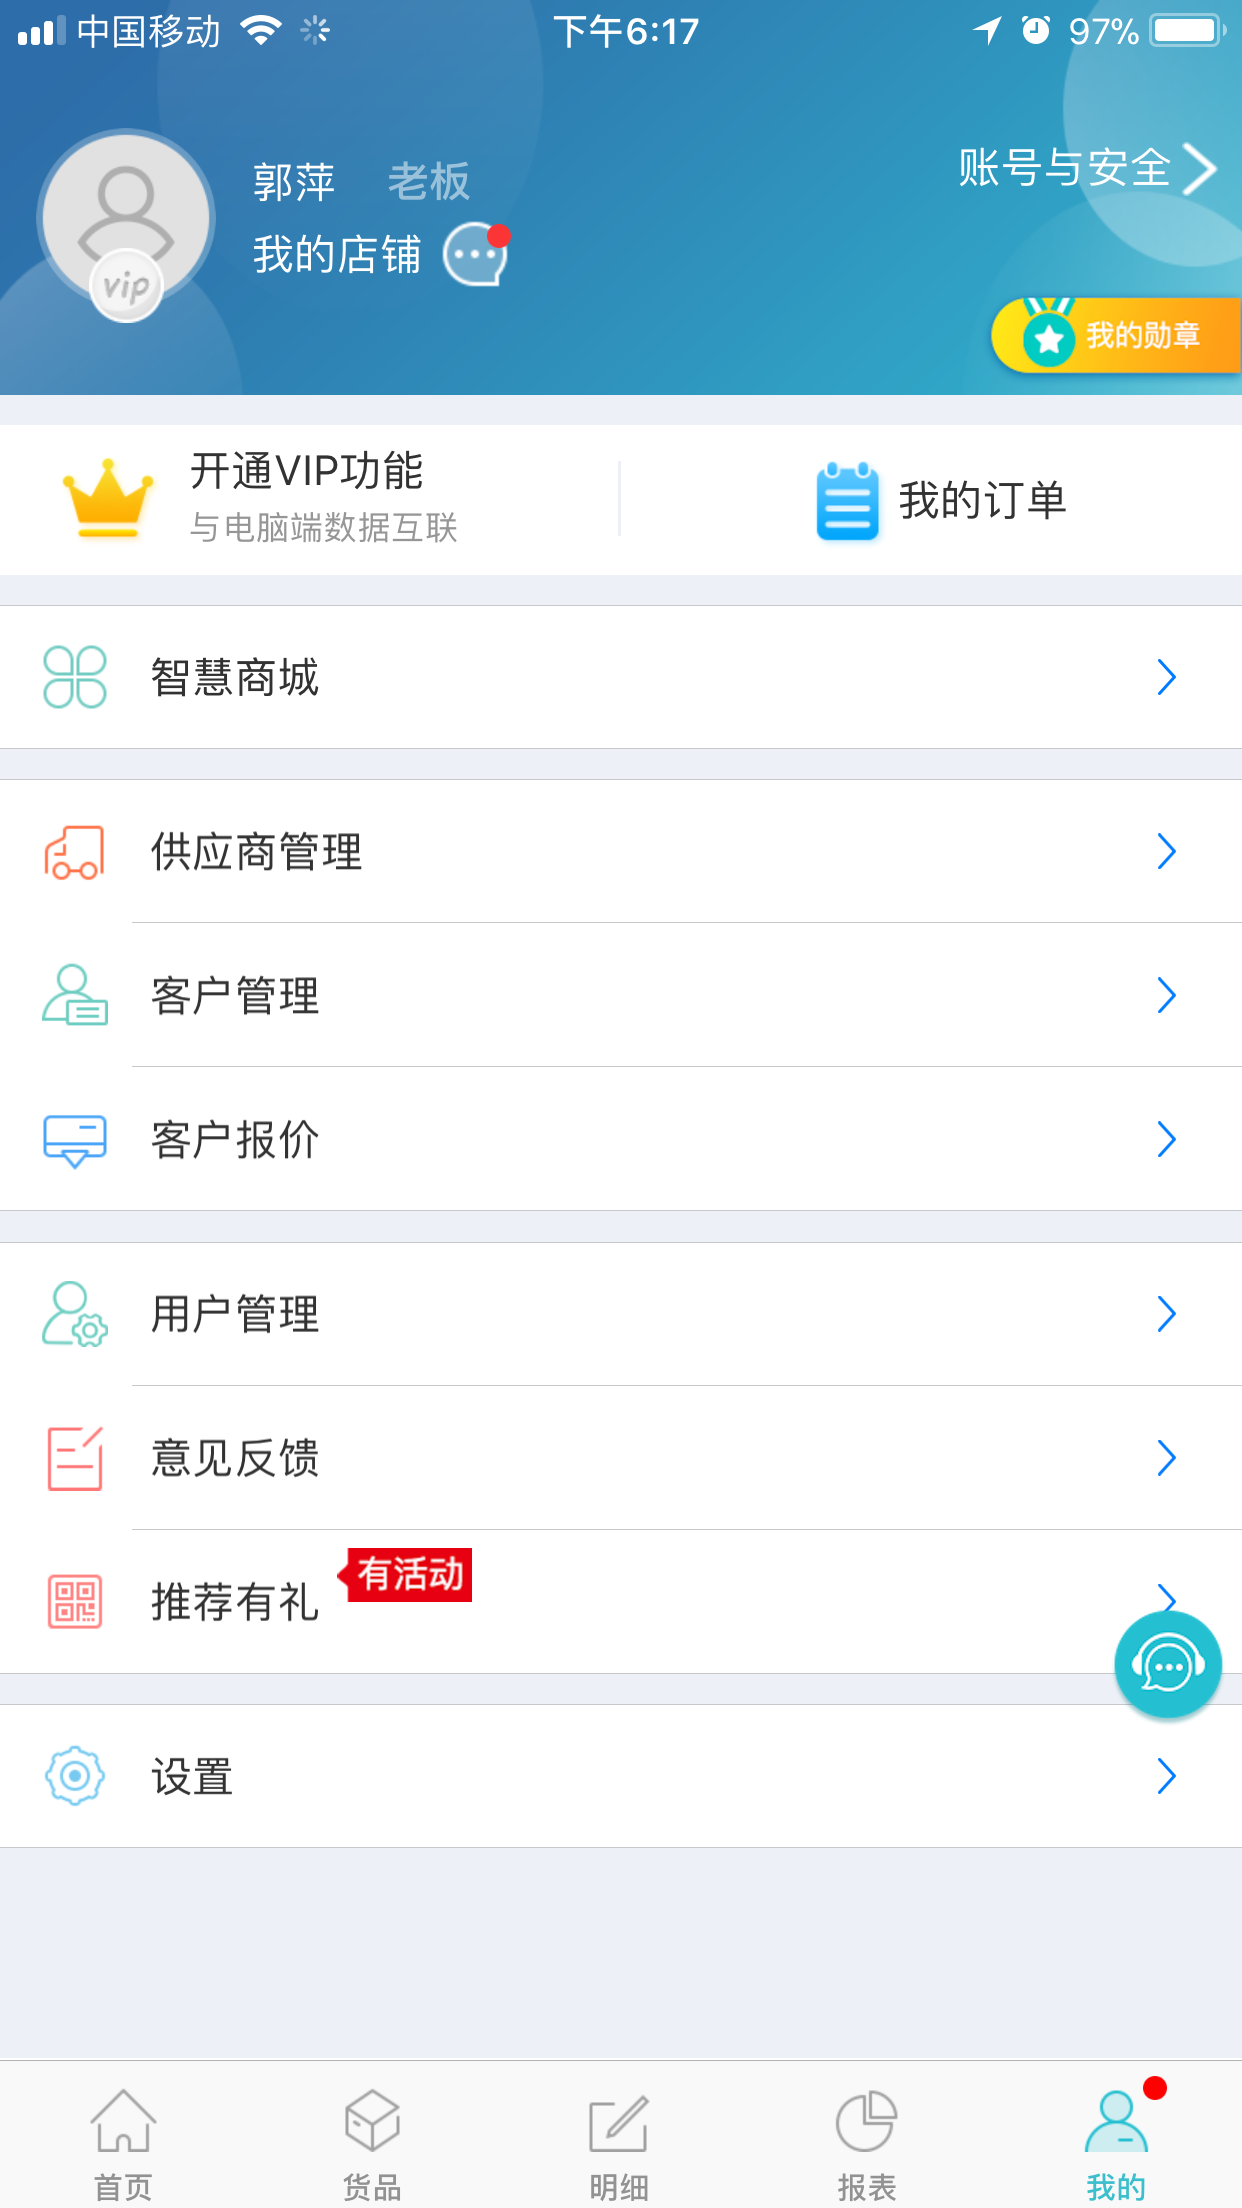 中国移动 下午6:17 97%
郭萍 老板
账号与安全
我的店铺
vip
我的勋章
开通VIP功能
与电脑端数据互联
我的订单
智慧商城
供应商管理
客户管理
客户报价
用户管理
意见反馈
推荐有礼 有活动
设置
首页 货品 明细 报表 我的